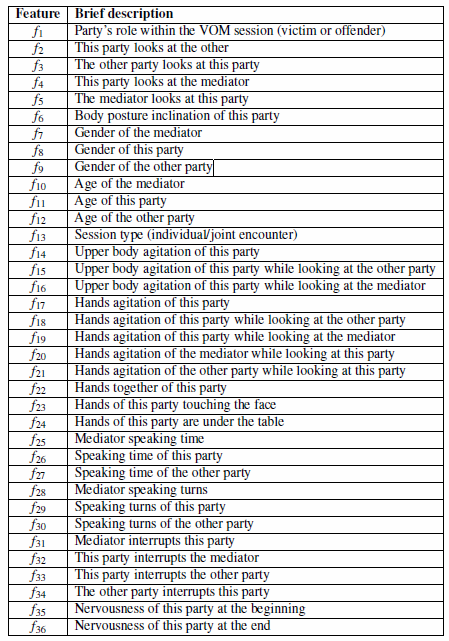 Feature Brief description
f1 Party's role within the VOM session (victim or offender)
f2 This party looks at the other
f3 The other party looks at this party
f4 This party looks at the mediator
f5 The mediator looks at this party
f6 Body posture inclination of this party
f7 Gender of the mediator
f8 Gender of this party
f9 Gender of the other party
f10 Age of the mediator
f11 Age of this party
f12 Age of the other party
f13 Session type (individual/joint encounter)
f14 Upper body agitation of this party
f15 Upper body agitation of this party while looking at the other party
f16 Upper body agitation of this party while looking at the mediator
f17 Hands agitation of this party
f18 Hands agitation of this party while looking at the other party
f19 Hands agitation of this party while looking at the mediator
f20 Hands agitation of the mediator while looking at this party
f21 Hands agitation of the other party while looking at this party
f22 Hands together of this party
f23 Hands of this party touching the face
f24 Hands of this party are under the table
f25 Mediator speaking time
f26 Speaking time of this party
f27 Speaking time of the other party
f28 Mediator speaking turns
f29 Speaking turns of this party
f30 Speaking turns of the other party
f31 Mediator interrupts this party
f32 This party interrupts the mediator
f33 This party interrupts the other party
f34 The other party interrupts this party
f35 Nervousness of this party at the beginning
f36 Nervousness of this party at the end